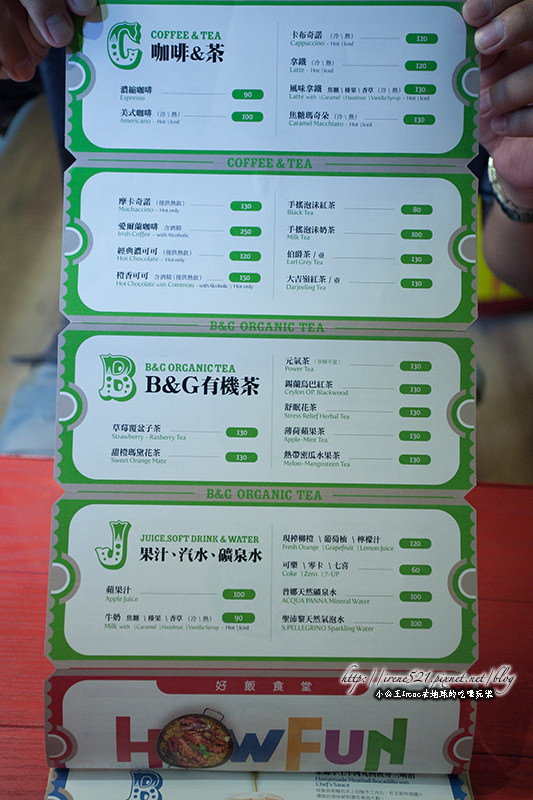 C
COFFEE & TEA
咖啡&茶
濃縮咖啡
Espresso
90
美式咖啡 (冷\熱)
Americano - Hot \ Iced
100
卡布奇諾 (冷\熱)
Cappuccino - Hot \ Iced
120
拿鐵 (冷\熱)
Latte - Hot \ Iced
120
風味拿鐵 焦糖\榛果\香草 (冷\熱)
Latte with \ Caramel \ Hazelnut \ Vanilla Syrup - Hot \ Iced
130
焦糖瑪奇朵 (冷\熱)
Caramel Macchiato - Hot \ Iced
130
COFFEE & TEA
摩卡奇諾 (僅供熱飲)
Mochaccino - Hot only
130
愛爾蘭咖啡 含酒精
Irish Coffee - with Alcoholic
250
經典濃可可 (僅供熱飲)
Hot Chocolate - Hot only
120
橙香可可 含酒精 (僅供熱飲)
Hot Chocolate with Cointreau - with Alcoholic \ Hot only
150
手搖泡沫紅茶
Black Tea
80
手搖泡沫奶茶
Milk Tea
100
伯爵茶 / 壺
Earl Grey Tea
130
大吉嶺紅茶 / 壺
Darjeeling Tea
130
B&G ORGANIC TEA
B
B&G ORGANIC TEA
B&G有機茶
草莓覆盆子茶
Strawberry - Rasberry Tea
130
甜橙瑪黛花茶
Sweet Orange Mate
130
元氣茶
Power Tea
130
錫蘭烏巴紅茶
Ceylon OP. Blackwood
130
舒眠花茶
Stress Relief Herbal Tea
130
薄荷蘋果茶
Apple-Mint Tea
130
熱帶密瓜水果茶
Melon-Mangosteen Tea
130
B&G ORGANIC TEA
J
JUICE.SOFT DRINK & WATER
果汁、汽水、礦泉水
蘋果汁
Apple Juice
100
牛奶 焦糖\榛果\香草 (冷\熱)
Milk with \ Caramel \ Hazelnut \ Vanilla Syrup - Hot \ Iced
90
現榨柳橙 \ 葡萄柚 \ 檸檬汁
Fresh Orange \ Grapefruit \ Lemon Juice
120
可樂 \ 零卡 \ 七喜
Coke \ Zero \ 7-UP
60
普娜天然礦泉水
ACQUA PANNA Mineral Water
100
聖沛黎天然氣泡水
S.PELLEGRINO Sparkling Water
100
http://irene521.pixnet.net/blog
小公主Irene去地球的吃喝玩樂
好飯食堂
HOWFUN
Chef's Sauce